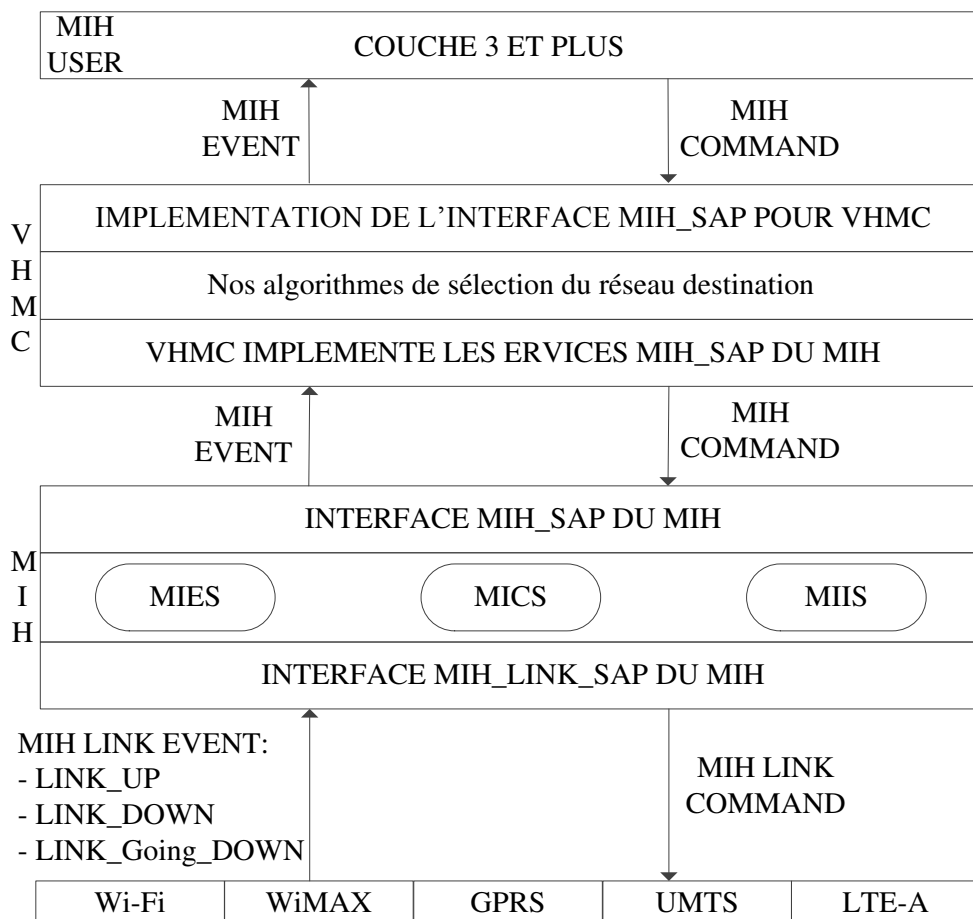 MIH
USER
COUCHE 3 ET PLUS
MIH
EVENT
MIH
COMMAND
V
H
M
C
IMPLEMENTATION DE L'INTERFACE MIH_SAP POUR VHMC
Nos algorithmes de sélection du réseau destination
VHMC IMPLEMENTE LES ERVICES MIH_SAP DU MIH
MIH
EVENT
MIH
COMMAND
M
I
H
INTERFACE MIH_SAP DU MIH
MIES
MICS
MIIS
INTERFACE MIH_LINK_SAP DU MIH
MIH LINK EVENT:
- LINK_UP
- LINK_DOWN
- LINK_Going_DOWN
MIH LINK
COMMAND
Wi-Fi
WiMAX
GPRS
UMTS
LTE-A